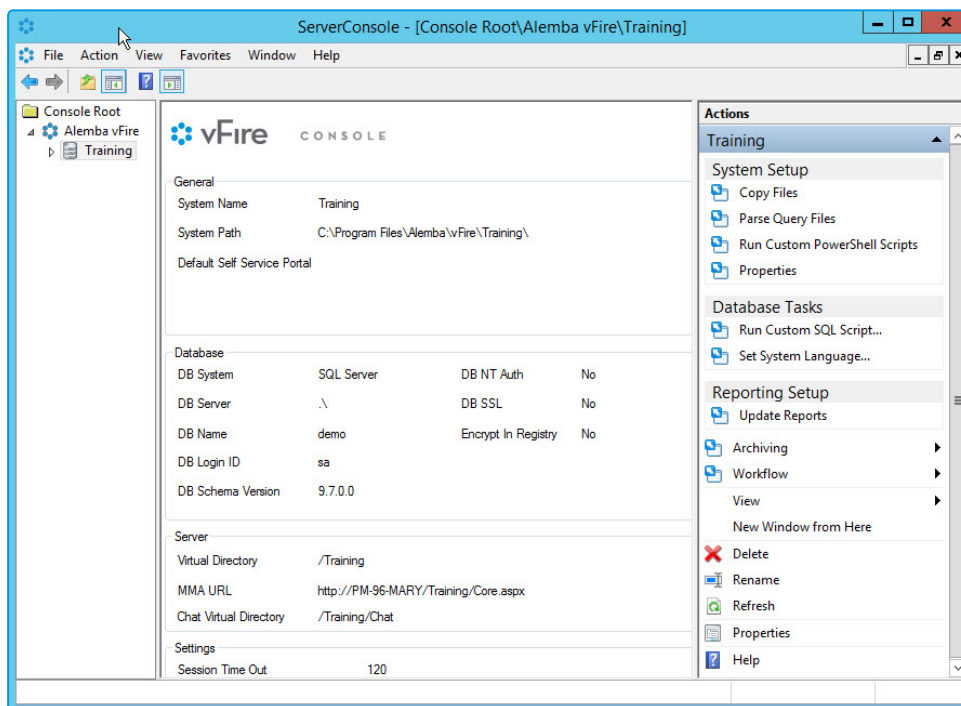 ServerConsole - [Console Root\Alemba vFire\Training]
File Action View Favorites Window Help
Console Root
Alemba vFire
Training
vFire CONSOLE
General
System Name Training
System Path C:\Program Files\Alemba\vFire\Training\
Default Self Service Portal
Database
DB System SQL Server DB NT Auth No
DB Server .\ DB SSL No
DB Name demo Encrypt In Registry No
DB Login ID sa
DB Schema Version 9.7.0.0
Server
Virtual Directory /Training
MMA URL http://PM-96-MARY/Training/Core.aspx
Chat Virtual Directory /Training/Chat
Settings
Session Time Out 120
Actions
Training
System Setup
Copy Files
Parse Query Files
Run Custom PowerShell Scripts
Properties
Database Tasks
Run Custom SQL Script...
Set System Language...
Reporting Setup
Update Reports
Archiving
Workflow
View
New Window from Here
Delete
Rename
Refresh
Properties
Help